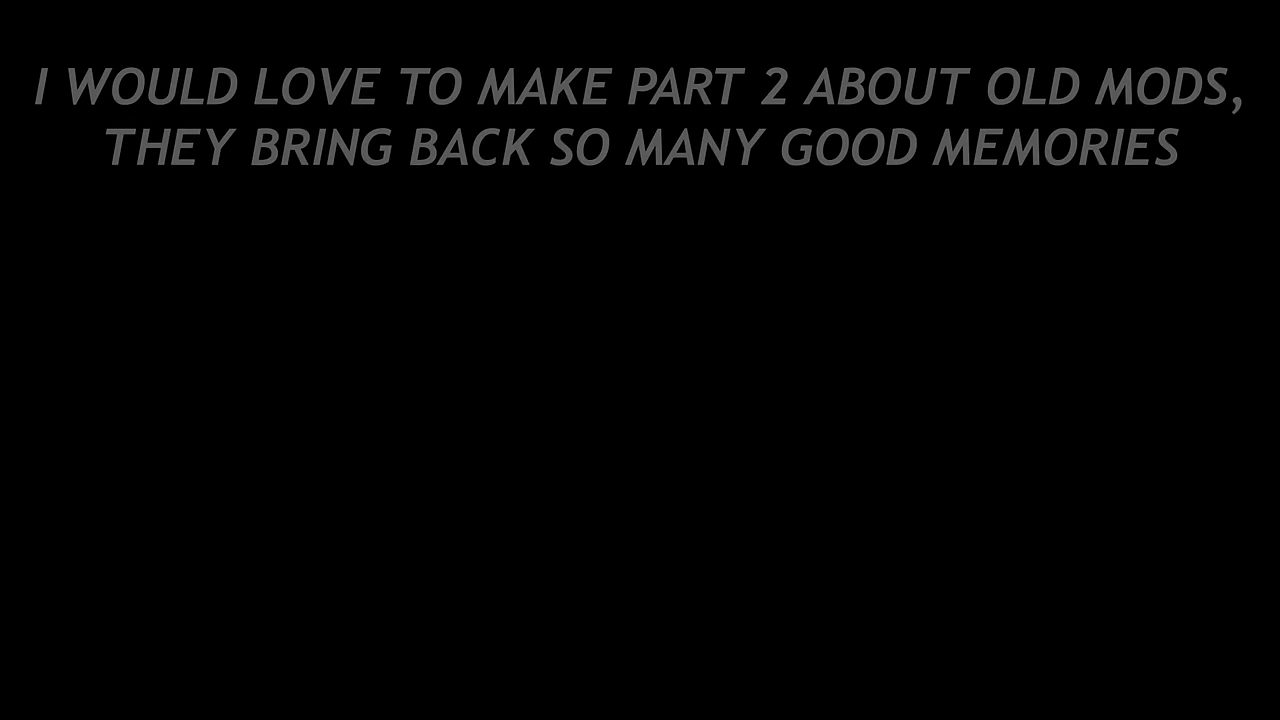 I WOULD LOVE TO MAKE PART 2 ABOUT OLD MODS,
THEY BRING BACK SO MANY GOOD MEMORIES